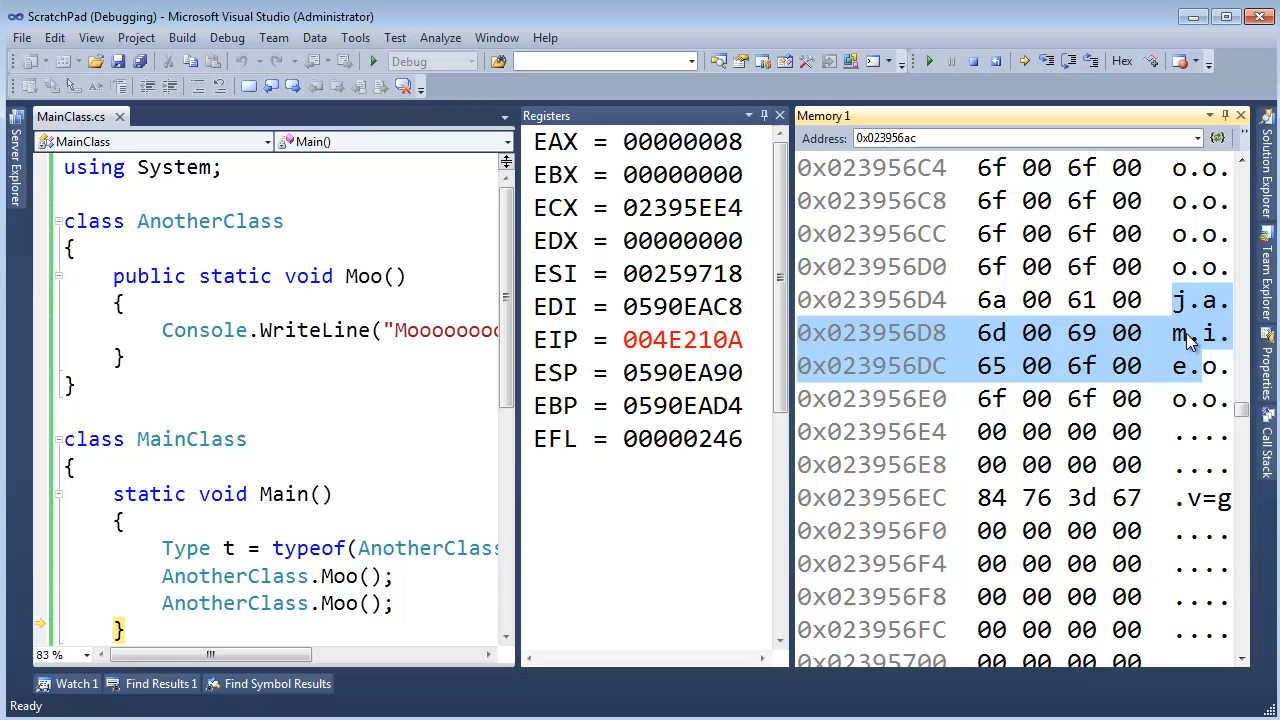 ScratchPad (Debugging) - Microsoft Visual Studio (Administrator)
File Edit View Project Build Debug Team Data Tools Test Analyze Window Help
Debug
Hex
MainClass.cs
MainClass Main()
using System;
class AnotherClass
{
public static void Moo()
{
Console.WriteLine("Mooooooo
}
}
class MainClass
{
static void Main()
{
Type t = typeof(AnotherClass
AnotherClass.Moo();
AnotherClass.Moo();
}
83 %
Registers
EAX = 00000008
EBX = 00000000
ECX = 02395EE4
EDX = 00000000
ESI = 00259718
EDI = 0590EAC8
EIP = 004E210A
ESP = 0590EA90
EBP = 0590EAD4
EFL = 00000246
Memory 1
Address: 0x023956ac
0x023956C4 6f 00 6f 00 o.o.
0x023956C8 6f 00 6f 00 o.o.
0x023956CC 6f 00 6f 00 o.o.
0x023956D0 6f 00 6f 00 o.o.
0x023956D4 6a 00 61 00 j.a.
0x023956D8 6d 00 69 00 m.i.
0x023956DC 65 00 6f 00 e.o.
0x023956E0 6f 00 6f 00 o.o.
0x023956E4 00 00 00 00 ....
0x023956E8 00 00 00 00 ....
0x023956EC 84 76 3d 67 .v=g
0x023956F0 00 00 00 00 ....
0x023956F4 00 00 00 00 ....
0x023956F8 00 00 00 00 ....
0x023956FC 00 00 00 00 ....
0x02395700 00 00 00 00 ....
Server Explorer
Solution Explorer
Team Explorer
Properties
Call Stack
Watch 1 Find Results 1 Find Symbol Results
Ready